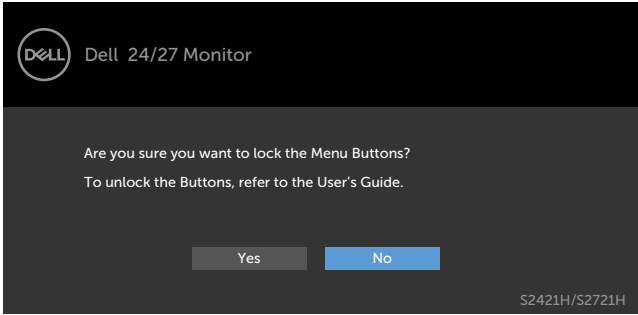 DELL
Dell 24/27 Monitor
Are you sure you want to lock the Menu Buttons?
To unlock the Buttons, refer to the User's Guide.
Yes No
S2421H/S2721H